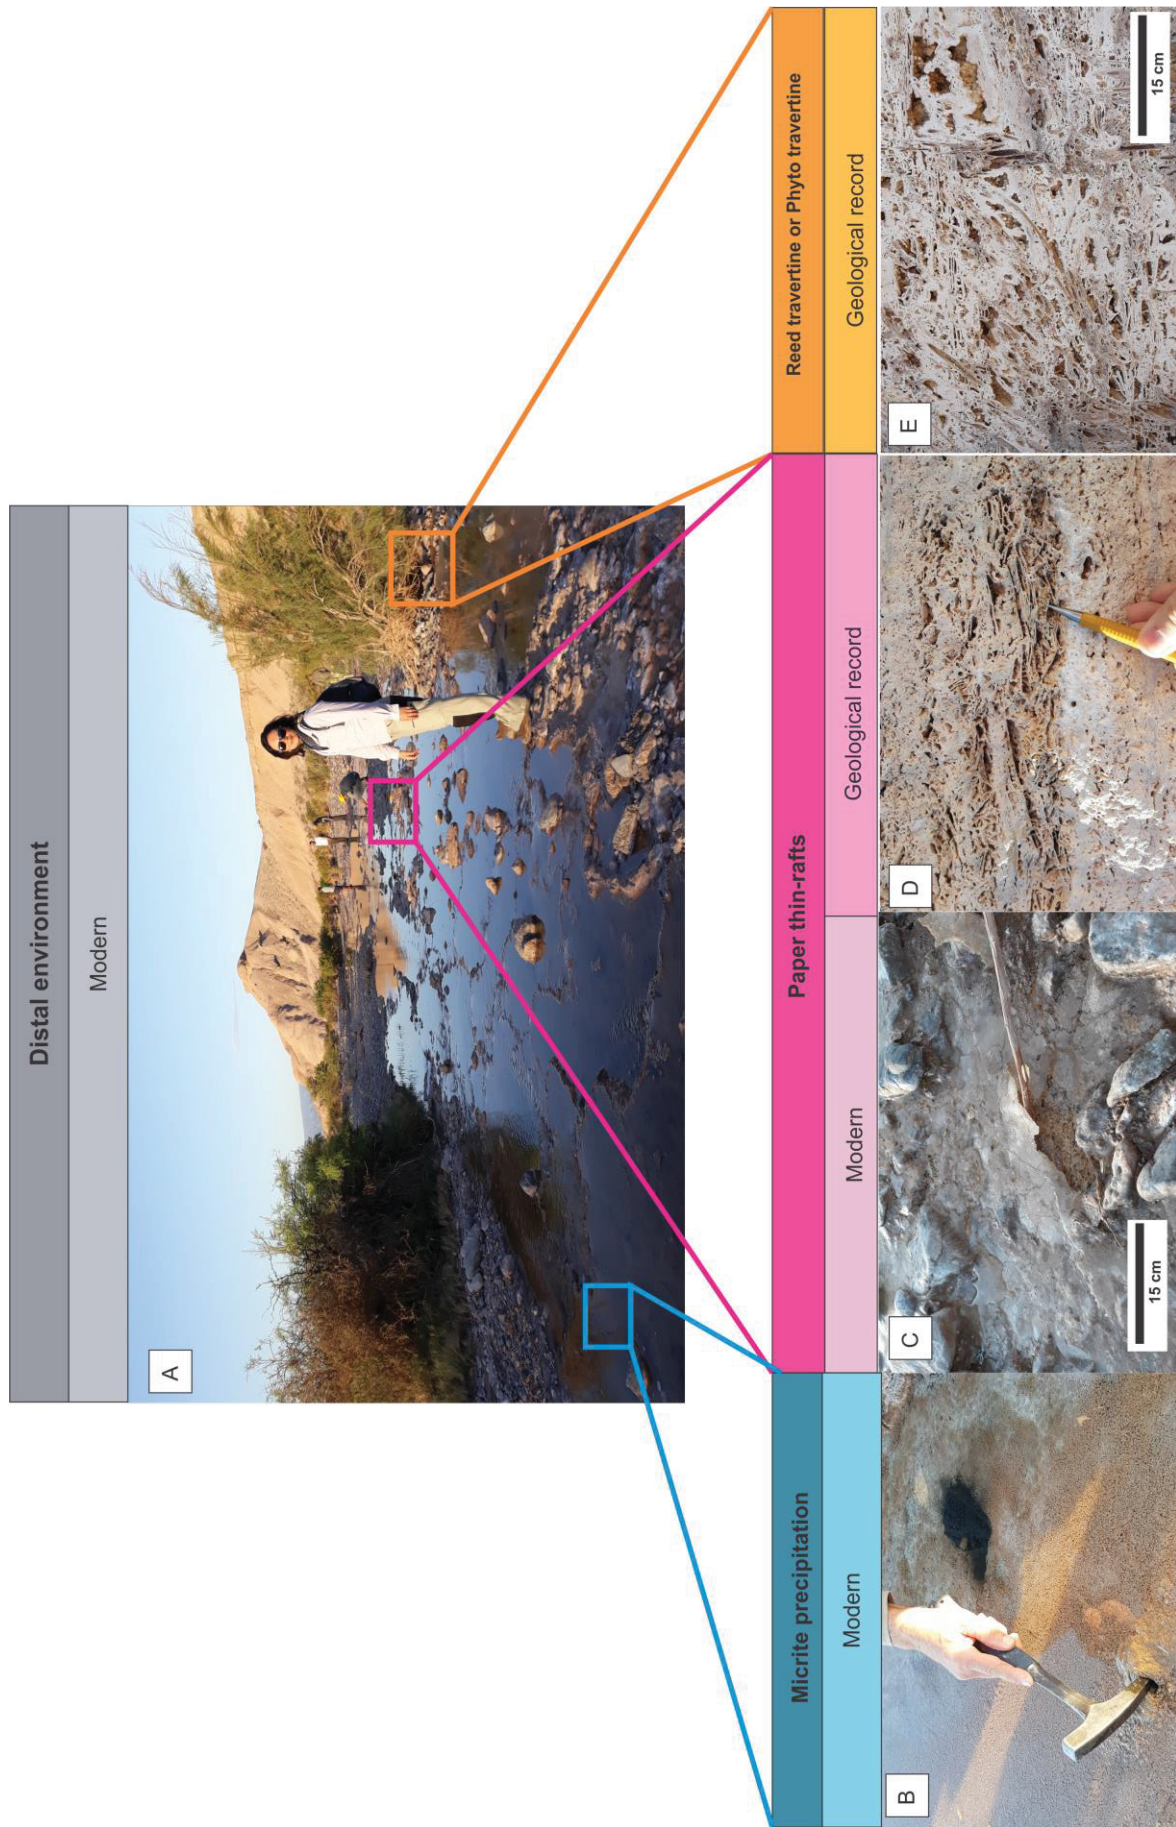 Distal environment
Modern
A
Micrite precipitation
Paper thin-rafts
Reed travertine or Phyto travertine
Modern
Modern
Geological record
Geological record
B
C
15 cm
D
E
15 cm